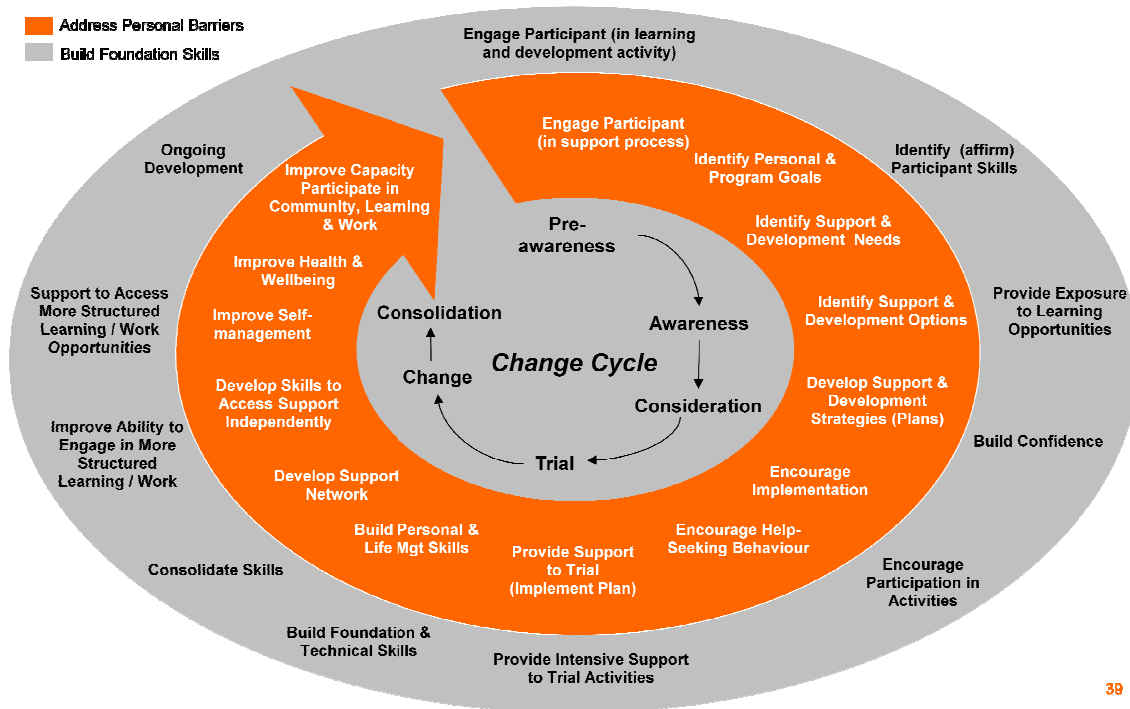 Address Personal Barriers
Build Foundation Skills
Engage Participant (in learning
and development activity)
Identify (affirm)
Participant Skills
Provide Exposure
to Learning
Opportunities
Build Confidence
Encourage
Participation in
Activities
Provide Intensive Support
to Trial Activities
Build Foundation &
Technical Skills
Consolidate Skills
Improve Ability to
Engage in More
Structured
Learning / Work
Support to Access
More Structured
Learning / Work
Opportunities
Ongoing
Development
Engage Participant
(in support process)
Identify Personal &
Program Goals
Identify Support &
Development Needs
Identify Support &
Development Options
Develop Support &
Development
Strategies (Plans)
Encourage
Implementation
Encourage Help-
Seeking Behaviour
Provide Support
to Trial
(Implement Plan)
Build Personal &
Life Mgt Skills
Develop Support
Network
Develop Skills to
Access Support
Independently
Improve Self-
management
Improve Health &
Wellbeing
Improve Capacity
Participate in
Community, Learning
& Work
Pre-
awareness
Awareness
Consideration
Trial
Change
Consolidation
Change Cycle
39